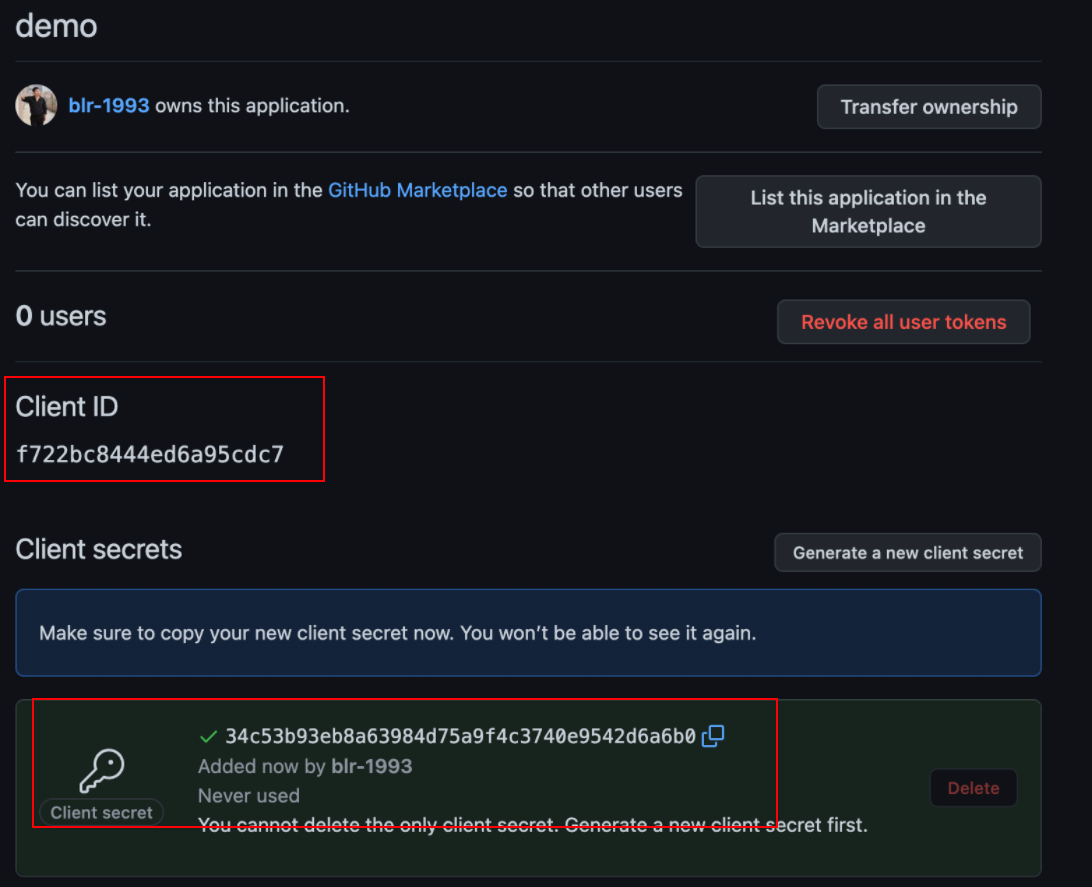 demo
blr-1993 owns this application.
Transfer ownership
You can list your application in the GitHub Marketplace so that other users
can discover it.
List this application in the
Marketplace
0 users
Revoke all user tokens
Client ID
f722bc8444ed6a95cdc7
Client secrets
Generate a new client secret
Make sure to copy your new client secret now. You won’t be able to see it again.
34c53b93eb8a63984d75a9f4c3740e9542d6a6b0
Added now by blr-1993
Never used
Client secret
You cannot delete the only client secret. Generate a new client secret first.
Delete